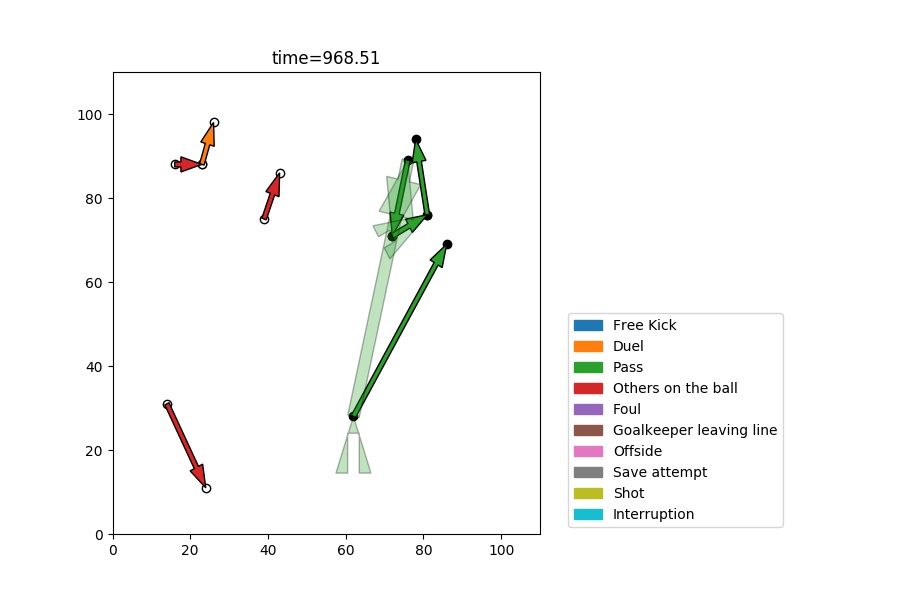 time=968.51
100
80
60
40
20
0
0 20 40 60 80 100
Free Kick
Duel
Pass
Others on the ball
Foul
Goalkeeper leaving line
Offside
Save attempt
Shot
Interruption